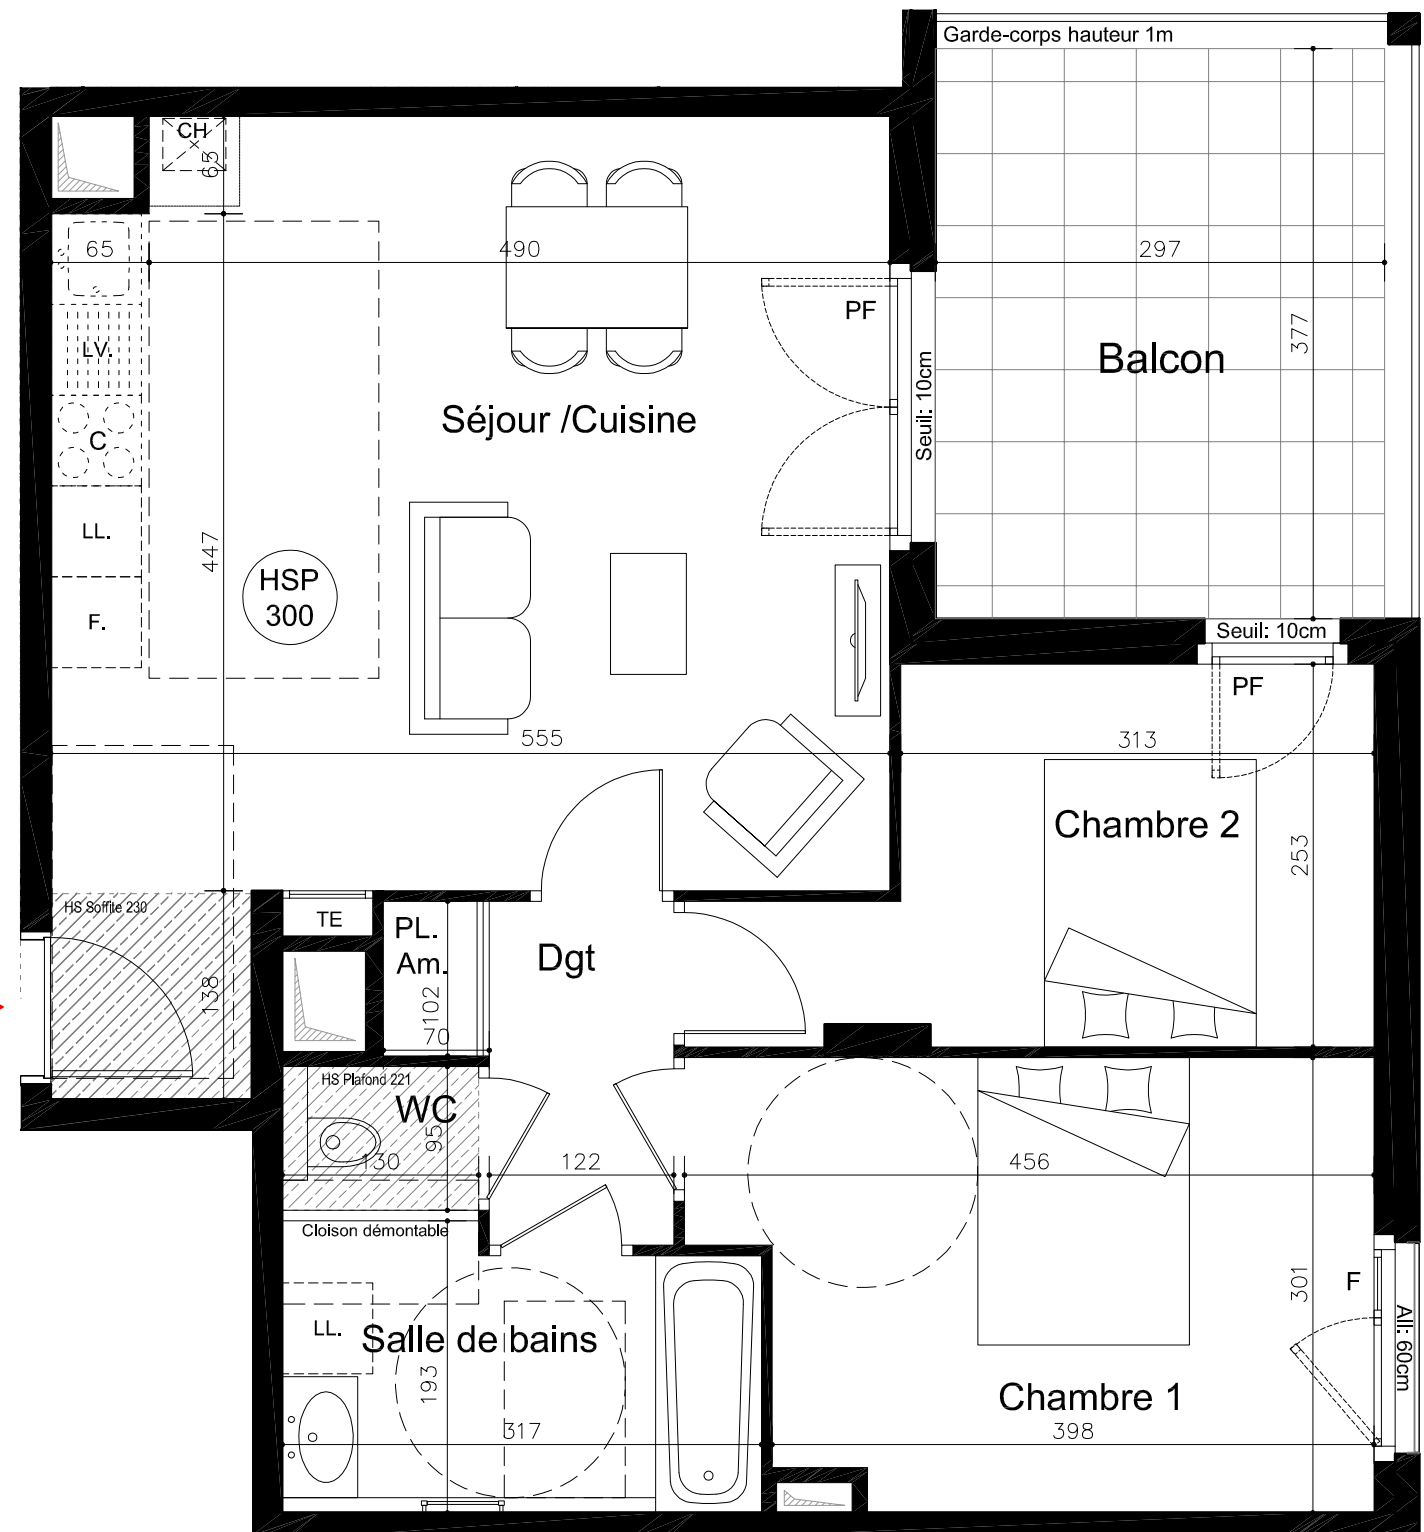 Garde-corps hauteur 1m
CH
65
65
490
297
PF
LV.
377
Balcon
Seuil: 10cm
Séjour /Cuisine
C
LL.
447
HSP
300
F.
Seuil: 10cm
PF
555
313
Chambre 2
253
HS Soffite 230
TE
PL.
Am.
Dgt
138
102
70
HS Plafond 221
WC
95
130
122
456
Cloison démontable
301
F
LL.
Salle de bains
All: 60cm
193
Chambre 1
317
398